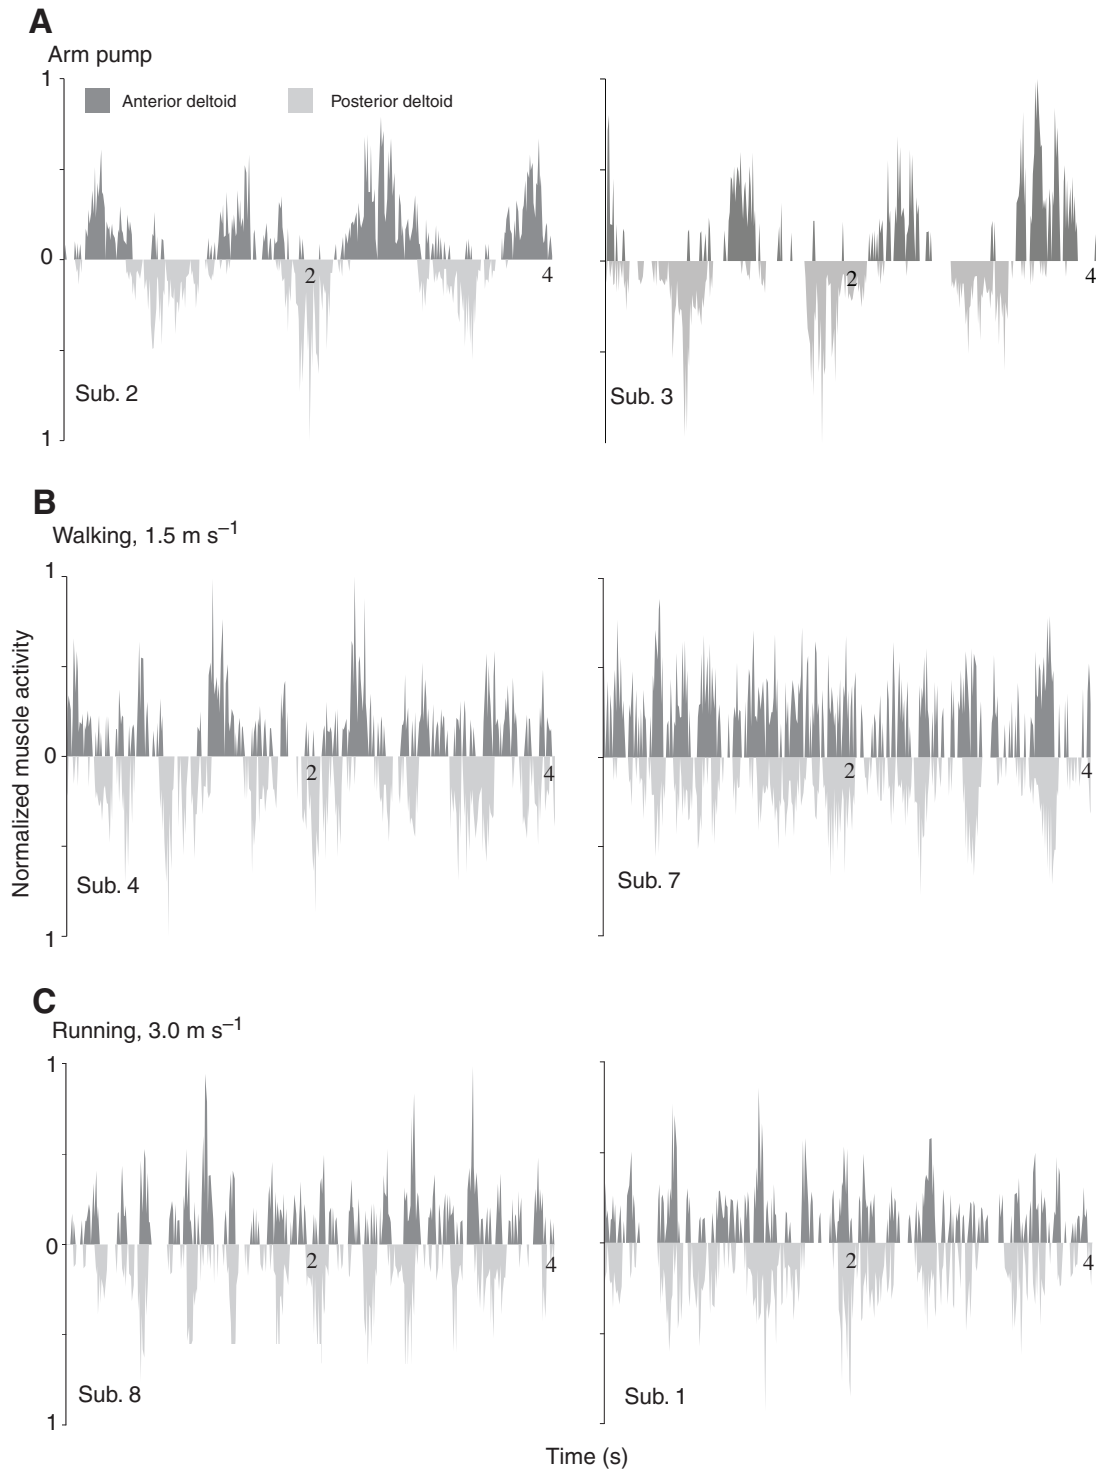 A
Arm pump
1
Anterior deltoid
Posterior deltoid
0
2
4
2
4
Sub. 2
Sub. 3
1
B
Walking, 1.5 m s–1
1
0
2
4
2
4
Sub. 4
Sub. 7
1
Normalized muscle activity
C
Running, 3.0 m s–1
1
0
2
4
2
4
Sub. 8
Sub. 1
1
Time (s)